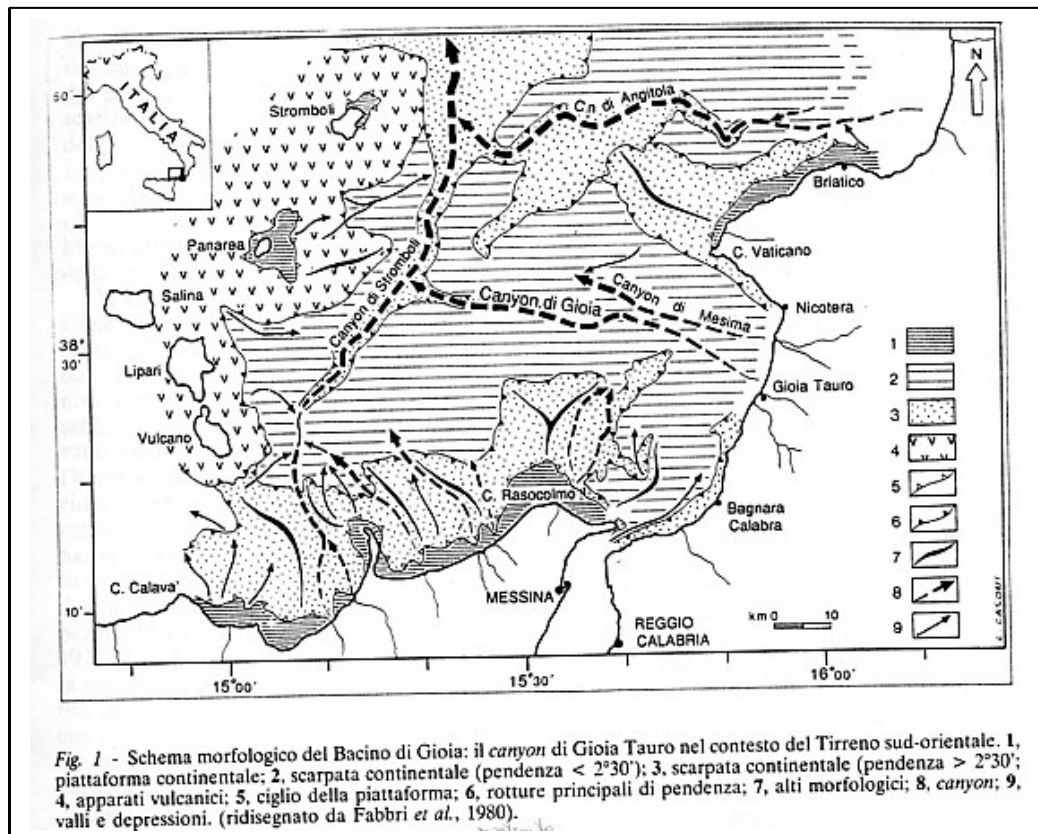 ITALIA
N
50'
Stromboli
C.n di Angitola
Briatico
Panarea
C. Vaticano
Canyon di Stromboli
Salina
Canyon di Gioia
Canyon di Mesima
Nicotera
38°
30'
Lipari
Gioia Tauro
Vulcano
C. Rasocolmo
Bagnara
Calabra
C. Calava'
MESSINA
10'
REGGIO
CALABRIA
km 0 10
1
2
3
4
5
6
7
8
9
15°00'
15°30'
16°00'
Fig. 1 - Schema morfologico del Bacino di Gioia: il canyon di Gioia Tauro nel contesto del Tirreno sud-orientale. 1,
piattaforma continentale; 2, scarpata continentale (pendenza < 2°30'); 3, scarpata continentale (pendenza > 2°30';
4, apparati vulcanici; 5, ciglio della piattaforma; 6, rotture principali di pendenza; 7, alti morfologici; 8, canyon; 9,
valli e depressioni. (ridisegnato da Fabbri et al., 1980).